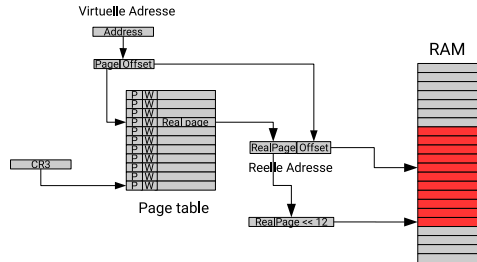 Virtuelle Adresse
Address
Page Offset
RAM
P W
P W
P W
P W Real page
P W
P W
P W
P W
P W
P W
P W
CR3
Page table
RealPage Offset
Reelle Adresse
RealPage << 12